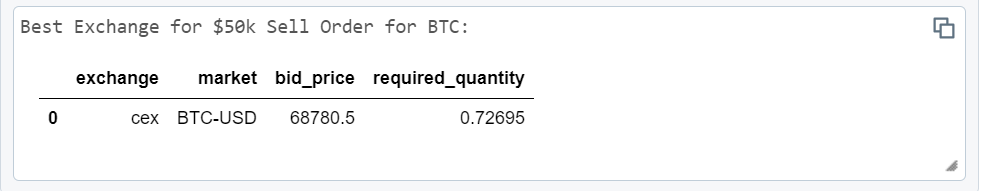 Best Exchange for $50k Sell Order for BTC:
exchange market bid_price required_quantity
0 cex BTC-USD 68780.5 0.72695